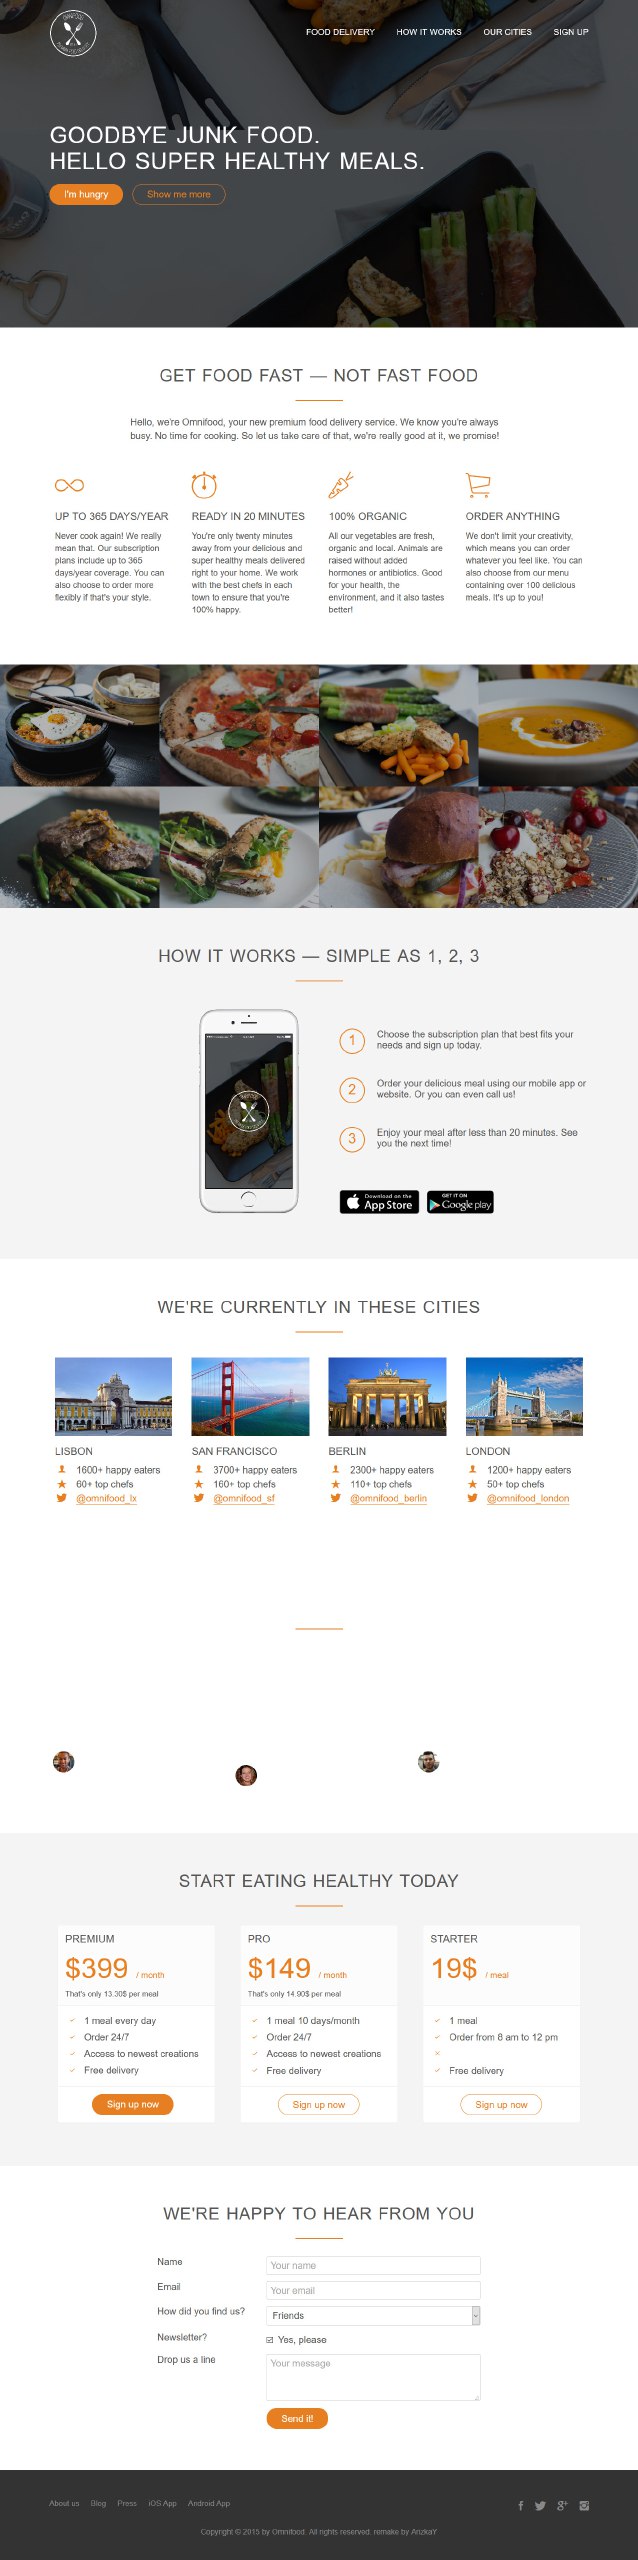 OMNIFOOD
FOOD DELIVERY HOW IT WORKS OUR CITIES SIGN UP
GOODBYE JUNK FOOD.
HELLO SUPER HEALTHY MEALS.
I'm hungry Show me more
GET FOOD FAST — NOT FAST FOOD
Hello, we're Omnifood, your new premium food delivery service. We know you're always
busy. No time for cooking. So let us take care of that, we're really good at it, we promise!
UP TO 365 DAYS/YEAR
Never cook again! We really
mean that. Our subscription
plans include up to 365
days/year coverage. You can
also choose to order more
flexibly if that's your style.
READY IN 20 MINUTES
You're only twenty minutes
away from your delicious and
super healthy meals delivered
right to your home. We work
with the best chefs in each
town to ensure that you're
100% happy.
100% ORGANIC
All our vegetables are fresh,
organic and local. Animals are
raised without added
hormones or antibiotics. Good
for your health, the
environment, and it also tastes
better!
ORDER ANYTHING
We don't limit your creativity,
which means you can order
whatever you feel like. You can
also choose from our menu
containing over 100 delicious
meals. It's up to you!
HOW IT WORKS — SIMPLE AS 1, 2, 3
1 Choose the subscription plan that best fits your
needs and sign up today.
2 Order your delicious meal using our mobile app or
website. Or you can even call us!
3 Enjoy your meal after less than 20 minutes. See
you the next time!
Download on the
App Store
GET IT ON
Google play
WE'RE CURRENTLY IN THESE CITIES
LISBON
1600+ happy eaters
60+ top chefs
@omnifood_lx
SAN FRANCISCO
3700+ happy eaters
160+ top chefs
@omnifood_sf
BERLIN
2300+ happy eaters
110+ top chefs
@omnifood_berlin
LONDON
1200+ happy eaters
50+ top chefs
@omnifood_london
START EATING HEALTHY TODAY
PREMIUM
$399 / month
That's only 13.30$ per meal
1 meal every day
Order 24/7
Access to newest creations
Free delivery
Sign up now
PRO
$149 / month
That's only 14.90$ per meal
1 meal 10 days/month
Order 24/7
Access to newest creations
Free delivery
Sign up now
STARTER
19$ / meal
1 meal
Order from 8 am to 12 pm
Free delivery
Sign up now
WE'RE HAPPY TO HEAR FROM YOU
Name Your name
Email Your email
How did you find us? Friends
Newsletter? Yes, please
Drop us a line Your message
Send it!
About us Blog Press iOS App Android App
Copyright © 2015 by Omnifood. All rights reserved. remake by ArizkaY